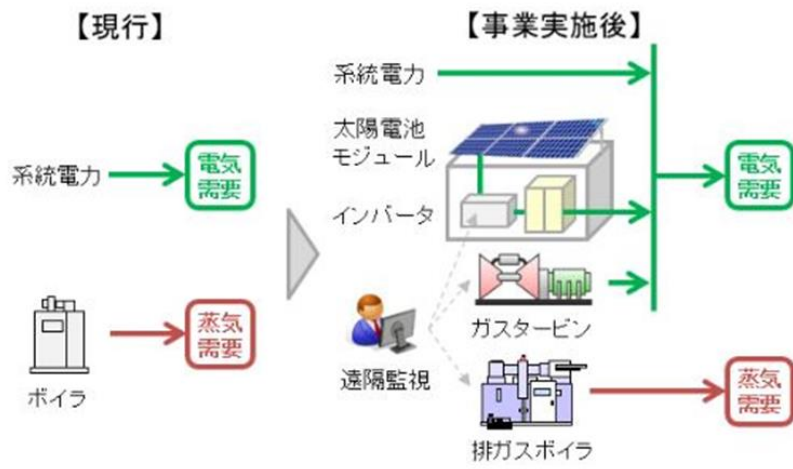 【現行】
系統電力
電気
需要
ボイラ
蒸気
需要
【事業実施後】
系統電力
太陽電池
モジュール
インバータ
電気
需要
ガスタービン
遠隔監視
排ガスボイラ
蒸気
需要